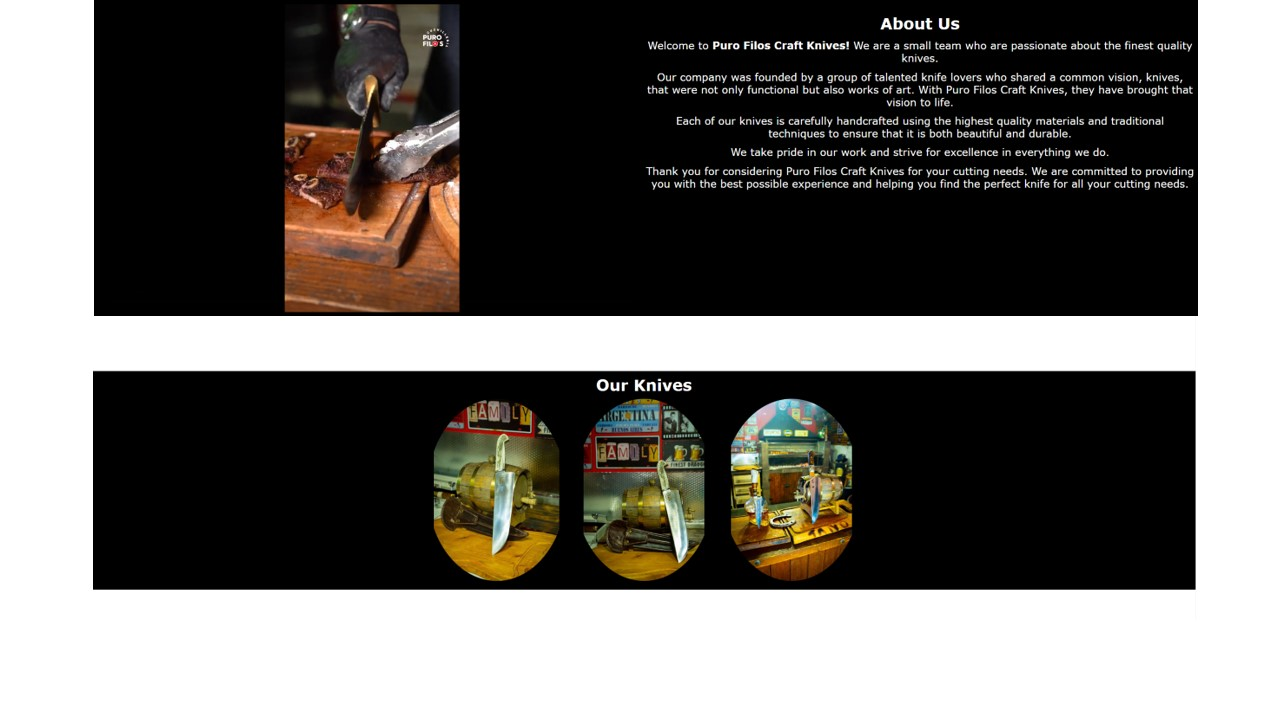 PURO
FILOS
About Us
Welcome to Puro Filos Craft Knives! We are a small team who are passionate about the finest quality
knives.
Our company was founded by a group of talented knife lovers who shared a common vision, knives,
that were not only functional but also works of art. With Puro Filos Craft Knives, they have brought that
vision to life.
Each of our knives is carefully handcrafted using the highest quality materials and traditional
techniques to ensure that it is both beautiful and durable.
We take pride in our work and strive for excellence in everything we do.
Thank you for considering Puro Filos Craft Knives for your cutting needs. We are committed to providing
you with the best possible experience and helping you find the perfect knife for all your cutting needs.
Our Knives
FAMILY
ARGENTINA
BUENOS AIRES
FAMILY